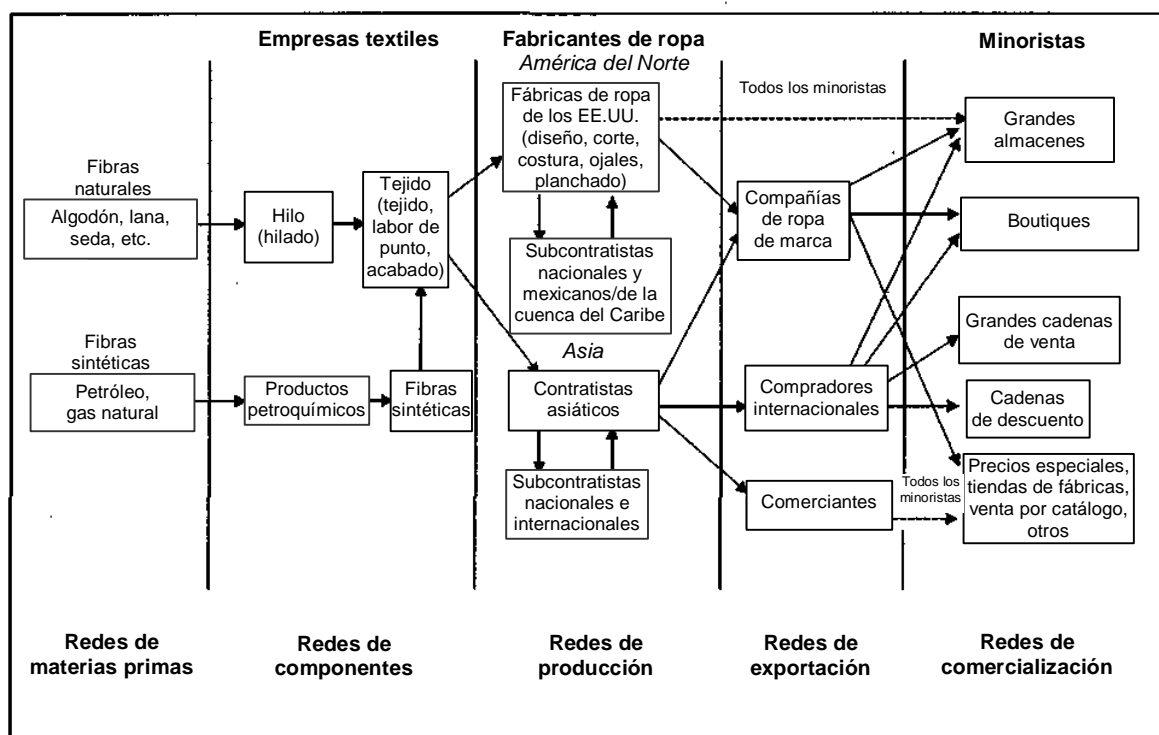 Empresas textiles
Fabricantes de ropa
Minoristas
América del Norte
Todos los minoristas
Fibras
naturales
Algodón, lana,
seda, etc.
Hilo
(hilado)
Tejido
(tejido,
labor de
punto,
acabado)
Fábricas de ropa
de los EE.UU.
(diseño, corte,
costura, ojales,
planchado)
Subcontratistas
nacionales y
mexicanos/de la
cuenca del Caribe
Compañías
de ropa
de marca
Grandes
almacenes
Boutiques
Grandes cadenas
de venta
Fibras
sintéticas
Petróleo,
gas natural
Productos
petroquímicos
Fibras
sintéticas
Asia
Contratistas
asiáticos
Subcontratistas
nacionales e
internacionales
Compradores
internacionales
Comerciantes
Cadenas
de descuento
Todos los
minoristas
Precios especiales,
tiendas de fábricas,
venta por catálogo,
otros
Redes de
materias primas
Redes de
componentes
Redes de
producción
Redes de
exportación
Redes de
comercialización